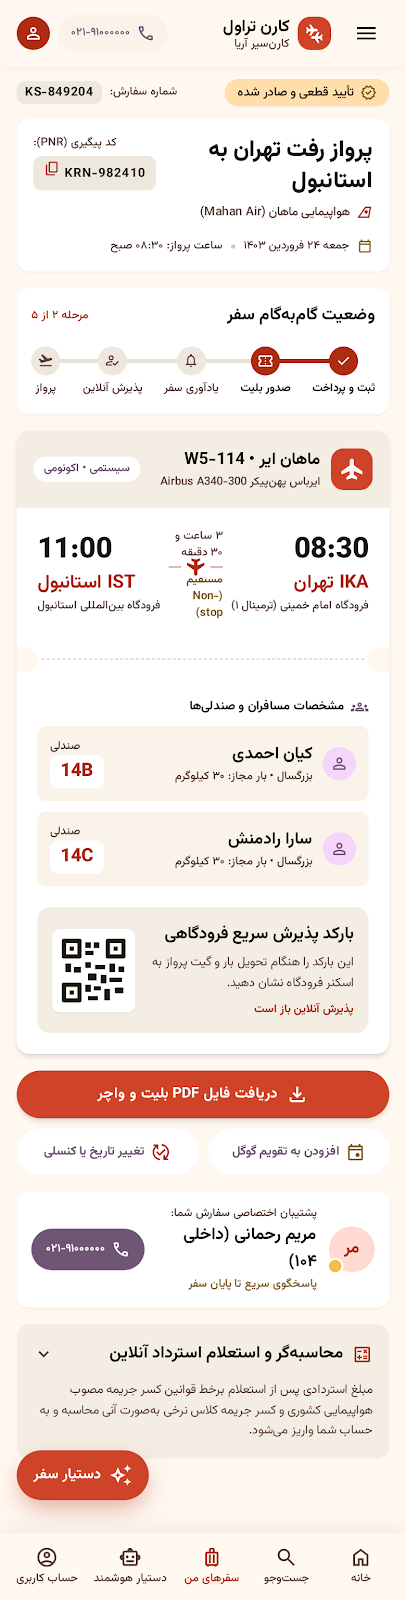 کارن تراول
کارن‌سیر آریا
۰۲۱-۹۱۰۰۰۰۰۰
تأیید قطعی و صادر شده
شماره سفارش:
KS-849204
پرواز رفت تهران به
استانبول
هواپیمایی ماهان (Mahan Air)
کد پیگیری (PNR):
KRN-982410
جمعه ۲۴ فروردین ۱۴۰۳
ساعت پرواز: ۰۸:۳۰ صبح
وضعیت گام‌به‌گام سفر
مرحله ۲ از ۵
ثبت و پرداخت
صدور بلیت
یادآوری سفر
پذیرش آنلاین
پرواز
ماهان ایر • W5-114
ایرباس پهن‌پیکر Airbus A340-300
سیستمی • اکونومی
08:30
IKA تهران
فرودگاه امام خمینی (ترمینال ۱)
۳ ساعت و
۳۰ دقیقه
مستقیم
(Non-
stop)
11:00
IST استانبول
فرودگاه بین‌المللی استانبول
مشخصات مسافران و صندلی‌ها
کیان احمدی
بزرگسال • بار مجاز: ۳۰ کیلوگرم
صندلی
14B
سارا رادمنش
بزرگسال • بار مجاز: ۳۰ کیلوگرم
صندلی
14C
بارکد پذیرش سریع فرودگاهی
این بارکد را هنگام تحویل بار و گیت پرواز به
اسکنر فرودگاه نشان دهید.
پذیرش آنلاین باز است
دریافت فایل PDF بلیت و واچر
افزودن به تقویم گوگل
تغییر تاریخ یا کنسلی
مر
پشتیبان اختصاصی سفارش شما:
مریم رحمانی (داخلی
۱۰۴)
پاسخگوی سریع تا پایان سفر
۰۲۱-۹۱۰۰۰۰۰۰
محاسبه‌گر و استعلام استرداد آنلاین
مبلغ استردادی پس از استعلام برخط قوانین کسر جریمه مصوب
هواپیمایی کشوری و کسر جریمه کلاس نرخی به‌صورت آنی محاسبه و به
حساب شما واریز می‌شود.
دستیار سفر
خانه
جست‌وجو
سفرهای من
دستیار هوشمند
حساب کاربری